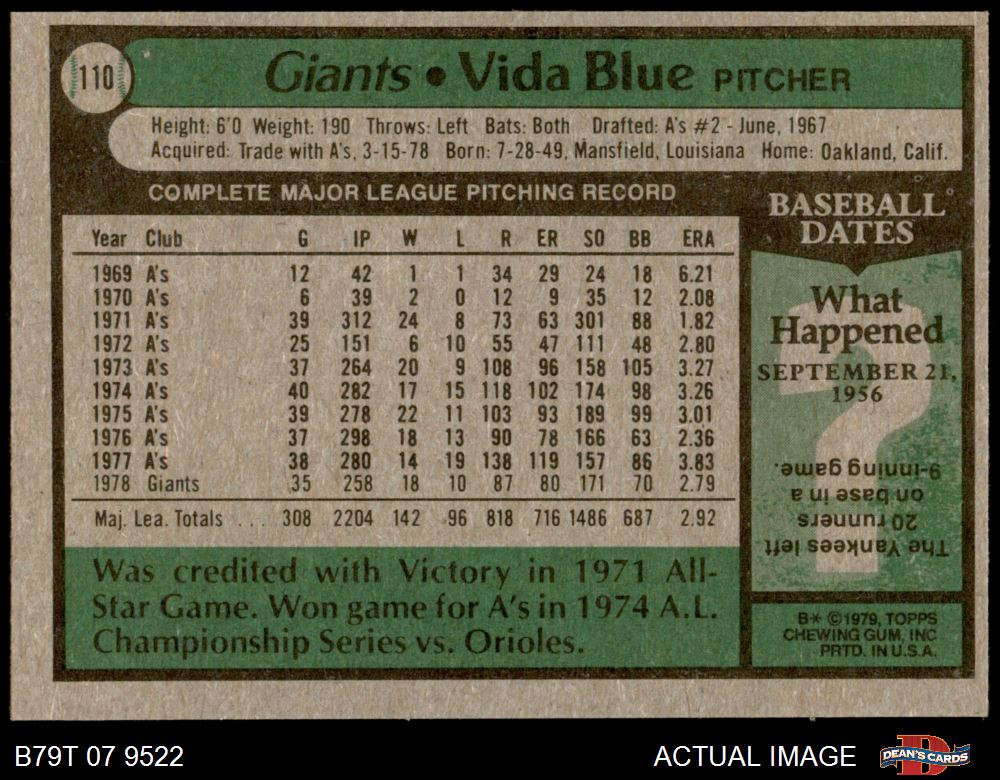 110
Giants • Vida Blue PITCHER
Height: 6'0 Weight: 190 Throws: Left Bats: Both Drafted: A's #2 - June, 1967
Acquired: Trade with A's, 3-15-78 Born: 7-28-49, Mansfield, Louisiana Home: Oakland, Calif.
COMPLETE MAJOR LEAGUE PITCHING RECORD
Year Club G IP W L R ER SO BB ERA
1969 A's 12 42 1 1 34 29 24 18 6.21
1970 A's 6 39 2 0 12 9 35 12 2.08
1971 A's 39 312 24 8 73 63 301 88 1.82
1972 A's 25 151 6 10 55 47 111 48 2.80
1973 A's 37 264 20 9 108 96 158 105 3.27
1974 A's 40 282 17 15 118 102 174 98 3.26
1975 A's 39 278 22 11 103 93 189 99 3.01
1976 A's 37 298 18 13 90 78 166 63 2.36
1977 A's 38 280 14 19 138 119 157 86 3.83
1978 Giants 35 258 18 10 87 80 171 70 2.79
Maj. Lea. Totals ... 308 2204 142 96 818 716 1486 687 2.92
Was credited with Victory in 1971 All-
Star Game. Won game for A's in 1974 A.L.
Championship Series vs. Orioles.
BASEBALL
DATES
What
Happened
SEPTEMBER 21,
1956
?
The Yankees left
20 runners
on base in a
9-inning game.
B* ©1979, TOPPS
CHEWING GUM, INC
PRTD. IN U.S.A.
B79T 07 9522
ACTUAL IMAGE
D
DEAN'S CARDS